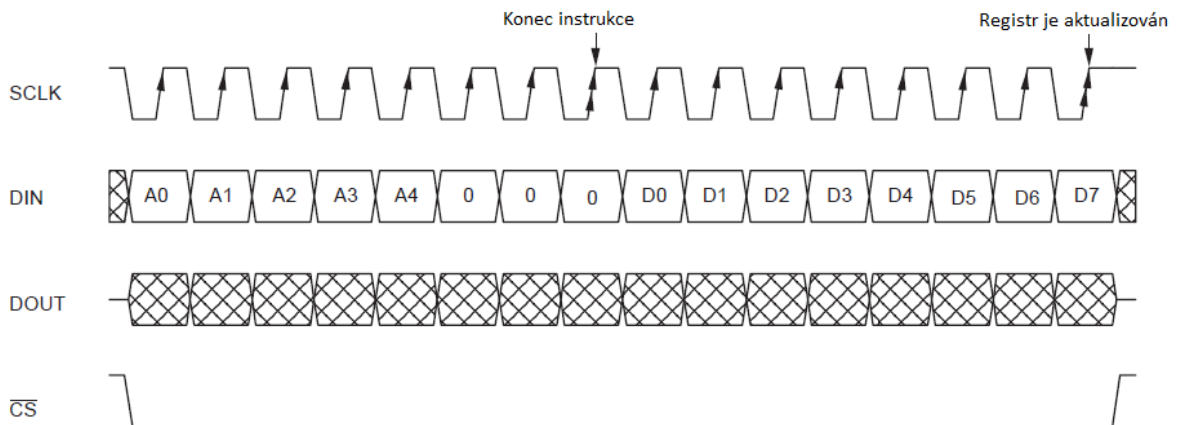 Konec instrukce
Registr je aktualizován
SCLK
DIN A0 A1 A2 A3 A4 0 0 0 D0 D1 D2 D3 D4 D5 D6 D7
DOUT
CS